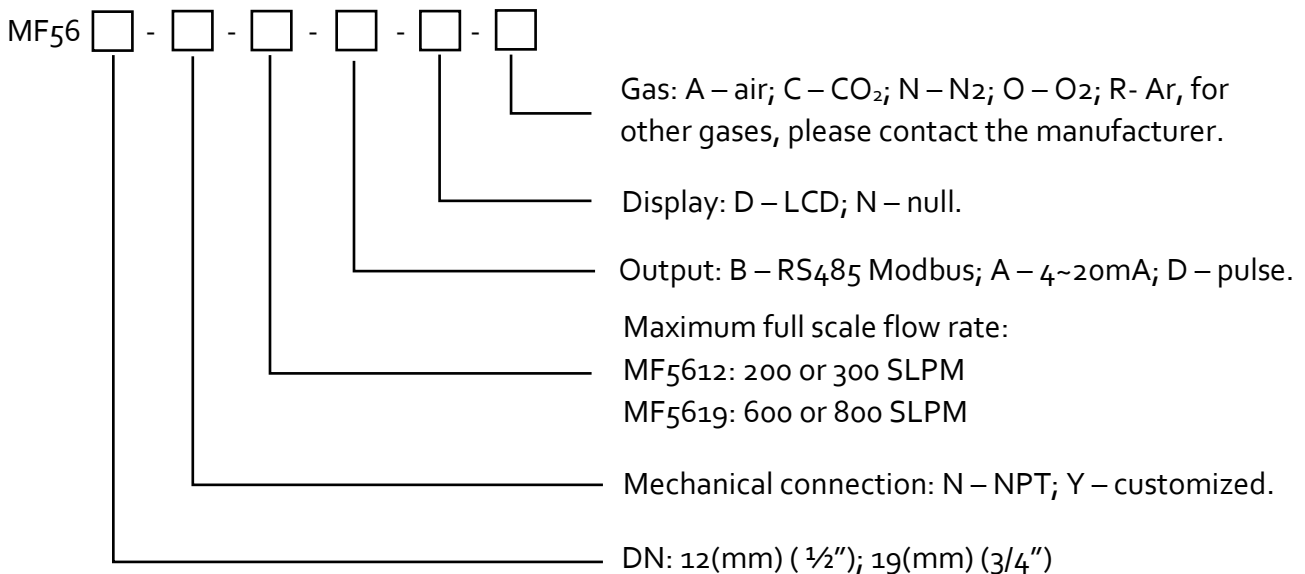 MF56 - - - - -
Gas: A – air; C – CO₂; N – N2; O – O2; R- Ar, for
other gases, please contact the manufacturer.
Display: D – LCD; N – null.
Output: B – RS485 Modbus; A – 4~20mA; D – pulse.
Maximum full scale flow rate:
MF5612: 200 or 300 SLPM
MF5619: 600 or 800 SLPM
Mechanical connection: N – NPT; Y – customized.
DN: 12(mm) ( ½”); 19(mm) (3/4”)